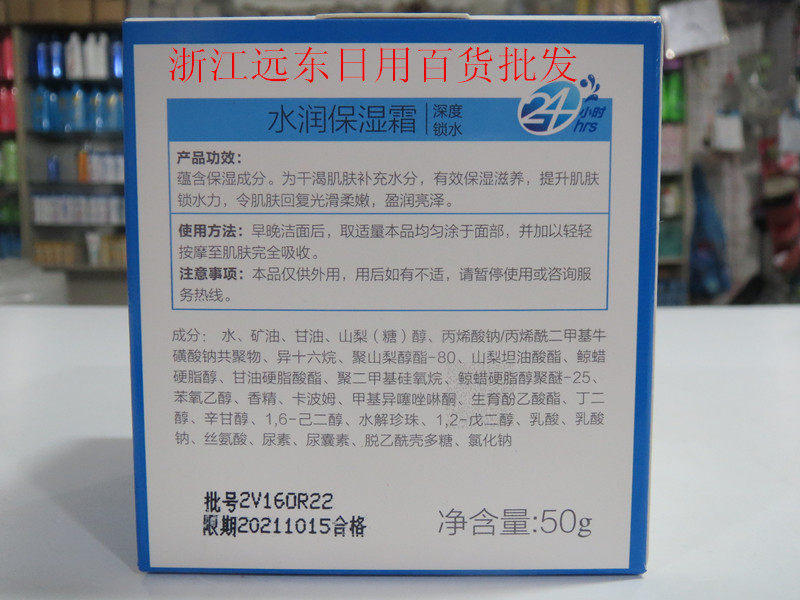 浙江远东日用百货批发
水润保湿霜
深度
锁水
24小时
hrs
产品功效:
蕴含保湿成分。为干渴肌肤补充水分，有效保湿滋养，提升肌肤
锁水力，令肌肤回复光滑柔嫩，盈润亮泽。
使用方法：早晚洁面后，取适量本品均匀涂于面部，并加以轻轻
按摩至肌肤完全吸收。
注意事项：本品仅供外用，用后如有不适，请暂停使用或咨询服
务热线。
成分： 水、矿油、甘油、山梨（糖）醇、丙烯酸钠/丙烯酰二甲基牛
磺酸钠共聚物、异十六烷、聚山梨醇酯-80、山梨坦油酸酯、鲸蜡
硬脂醇、甘油硬脂酸酯、聚二甲基硅氧烷、鲸蜡硬脂醇聚醚-25、
苯氧乙醇、香精、卡波姆、甲基异噻唑啉酮、生育酚乙酸酯、丁二
醇、辛甘醇、1,6-己二醇、水解珍珠、1,2-戊二醇、乳酸、乳酸
钠、丝氨酸、尿素、尿囊素、脱乙酰壳多糖、氯化钠
批号2V160R22
限期20211015合格
净含量:50g